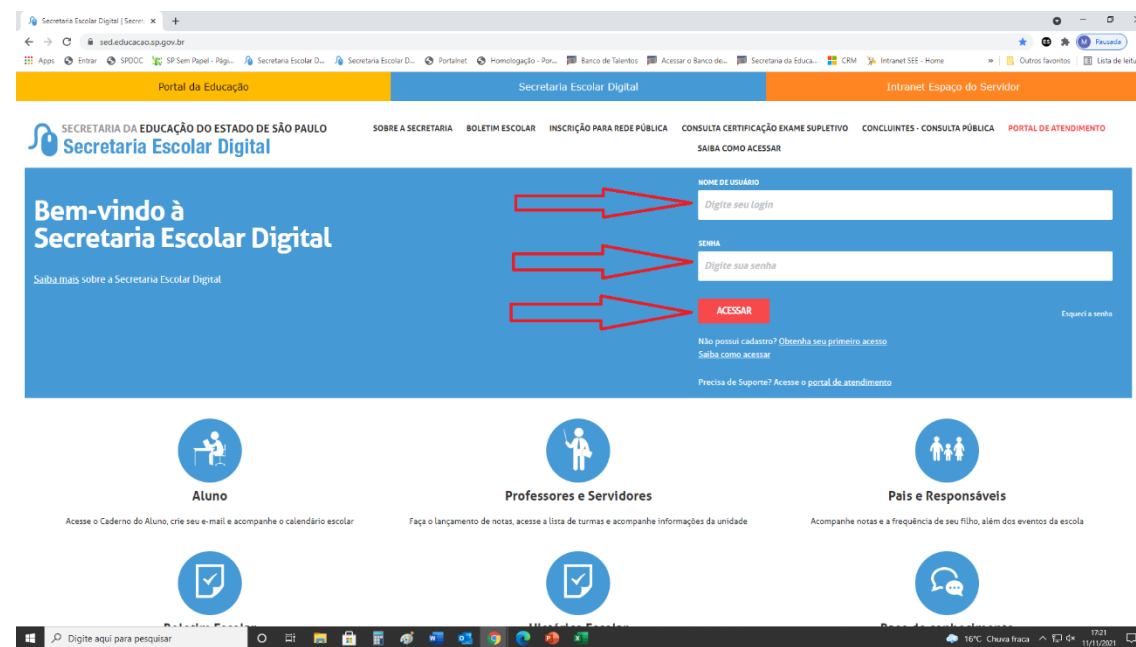 Secretaria Escolar Digital | Secret
sed.educacao.sp.gov.br
Pausada
Apps Entrar SPDOC SP Sem Papel - Pági... Secretaria Escolar D... Secretaria Escolar D... Portalnet Homologação - Por... Banco de Talentos Acessar o Banco de... Secretaria da Educa... CRM Intranet SEE - Home » Outros favoritos Lista de leitu
Portal da Educação Secretaria Escolar Digital Intranet Espaço do Servidor
SECRETARIA DA EDUCAÇÃO DO ESTADO DE SÃO PAULO
Secretaria Escolar Digital
SOBRE A SECRETARIA BOLETIM ESCOLAR INSCRIÇÃO PARA REDE PÚBLICA CONSULTA CERTIFICAÇÃO EXAME SUPLETIVO CONCLUINTES - CONSULTA PÚBLICA PORTAL DE ATENDIMENTO
SAIBA COMO ACESSAR
Bem-vindo à
Secretaria Escolar Digital
Saiba mais sobre a Secretaria Escolar Digital
NOME DE USUÁRIO
Digite seu login
SENHA
Digite sua senha
ACESSAR
Esqueci a senha
Não possui cadastro? Obtenha seu primeiro acesso
Saiba como acessar
Precisa de Suporte? Acesse o portal de atendimento
Aluno
Acesse o Caderno do Aluno, crie seu e-mail e acompanhe o calendário escolar
Professores e Servidores
Faça o lançamento de notas, acesse a lista de turmas e acompanhe informações da unidade
Pais e Responsáveis
Acompanhe notas e a frequência de seu filho, além dos eventos da escola
Boletim Escolar Histórico Escolar Base de conhecimento
Digite aqui para pesquisar
16°C Chuva fraca
17:21
11/11/2021